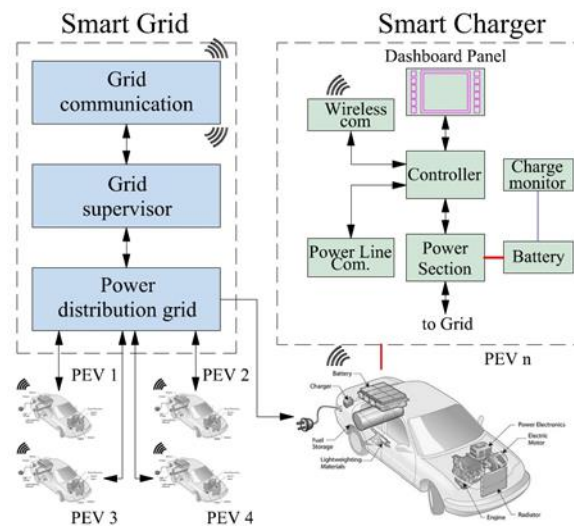 Smart Grid
Smart Charger
Grid
communication
Grid
supervisor
Power
distribution grid
Dashboard Panel
Wireless
com
Controller
Charge
monitor
Power Line
Com.
Power
Section
Battery
to Grid
PEV n
PEV 1
PEV 2
PEV 3
PEV 4
Battery
Charger
Fuel
Storage
Lightweighting
Materials
Power Electronics
Electric
Motor
Engine
Radiator